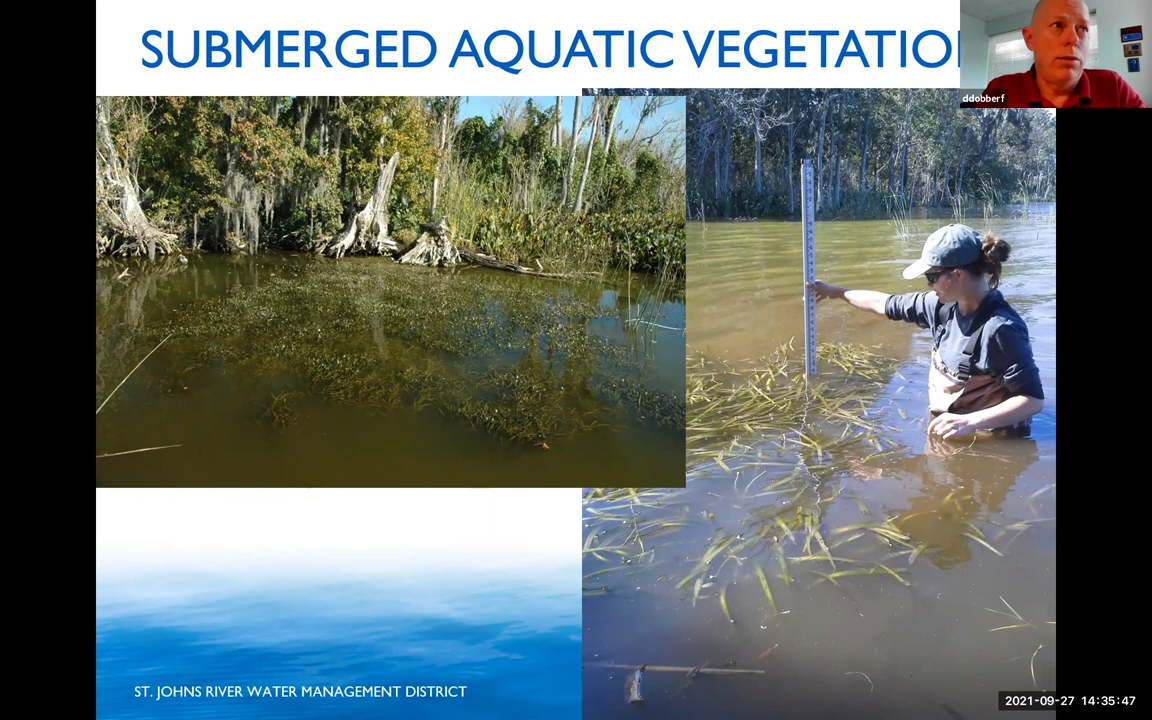 SUBMERGED AQUATIC VEGETATIO
ddobberf
ST. JOHNS RIVER WATER MANAGEMENT DISTRICT
2021-09-27 14:35:47